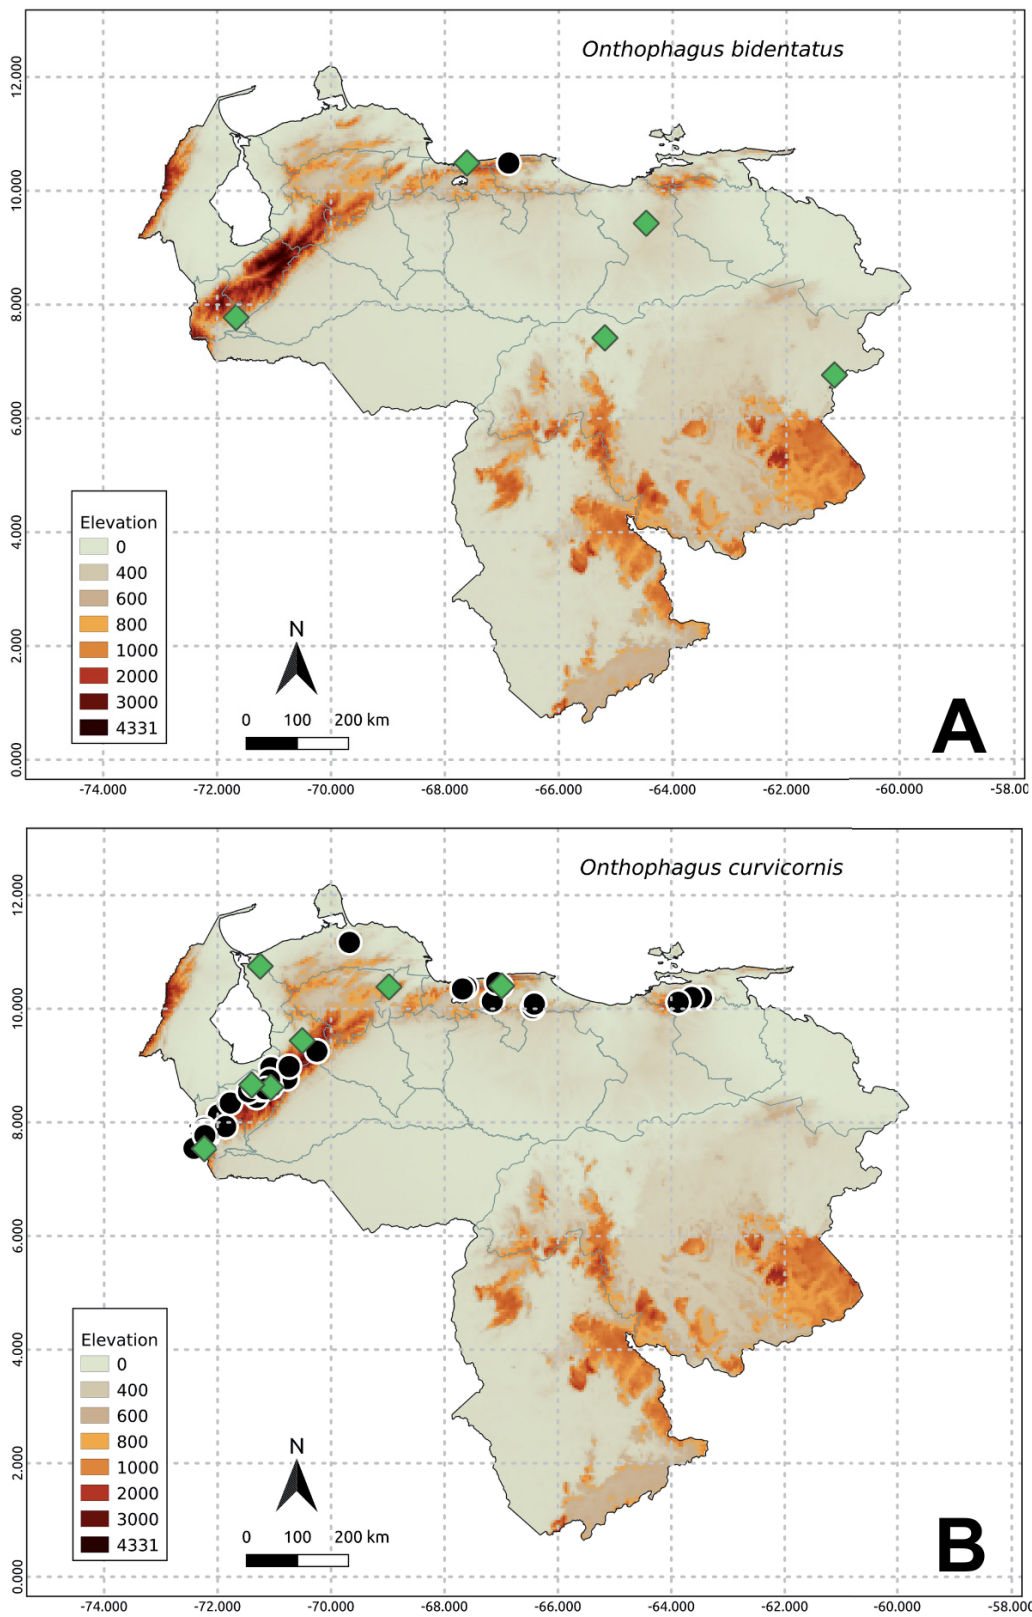 Onthophagus bidentatus
12.000
10.000
8.000
6.000
4.000
2.000
0.000
Elevation
0
400
600
800
1000
2000
3000
4331
N
0 100 200 km
A
-74.000 -72.000 -70.000 -68.000 -66.000 -64.000 -62.000 -60.000 -58.00
Onthophagus curvicornis
12.000
10.000
8.000
6.000
4.000
2.000
0.000
Elevation
0
400
600
800
1000
2000
3000
4331
N
0 100 200 km
B
-74.000 -72.000 -70.000 -68.000 -66.000 -64.000 -62.000 -60.000 -58.000